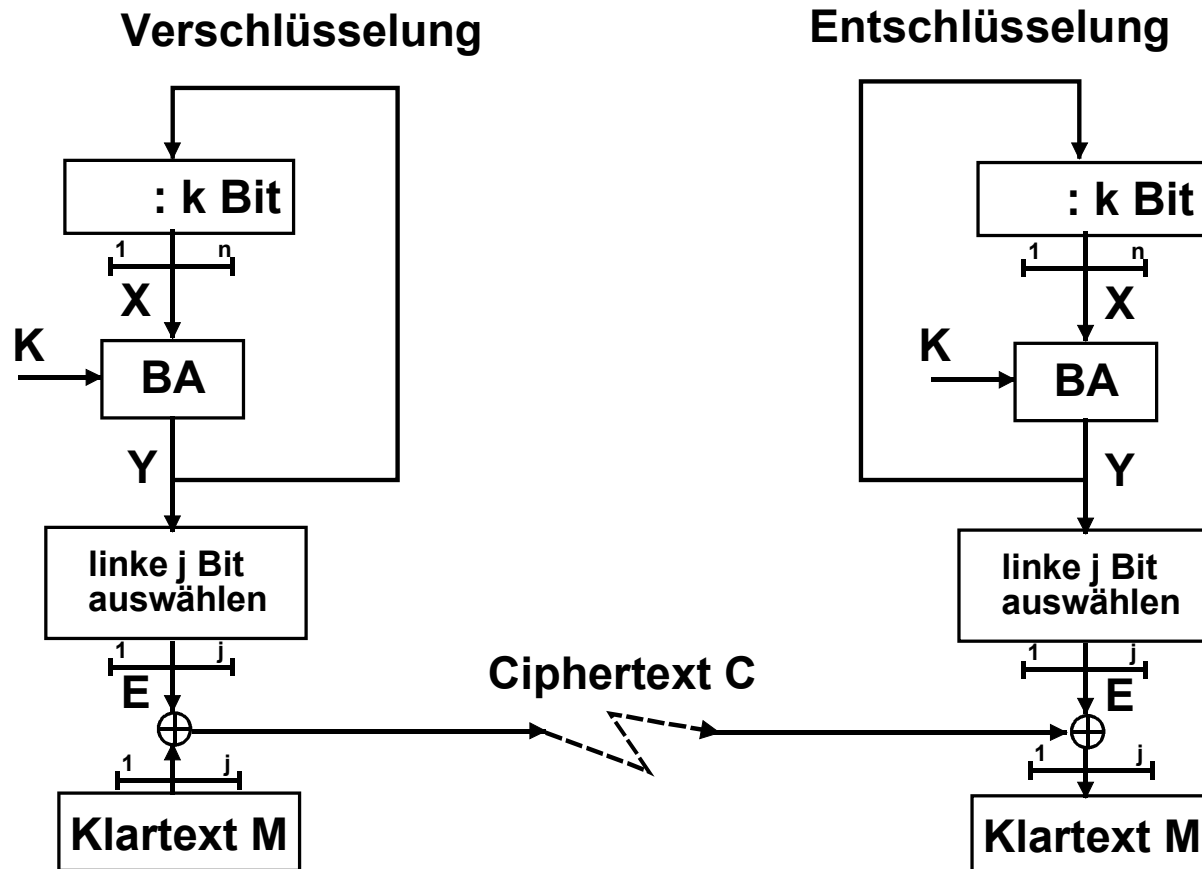 Verschlüsselung
: k Bit
1 n
X
K
BA
Y
linke j Bit
auswählen
1 j
E
1 j
Klartext M
Ciphertext C
Entschlüsselung
: k Bit
1 n
X
K
BA
Y
linke j Bit
auswählen
1 j
E
1 j
Klartext M